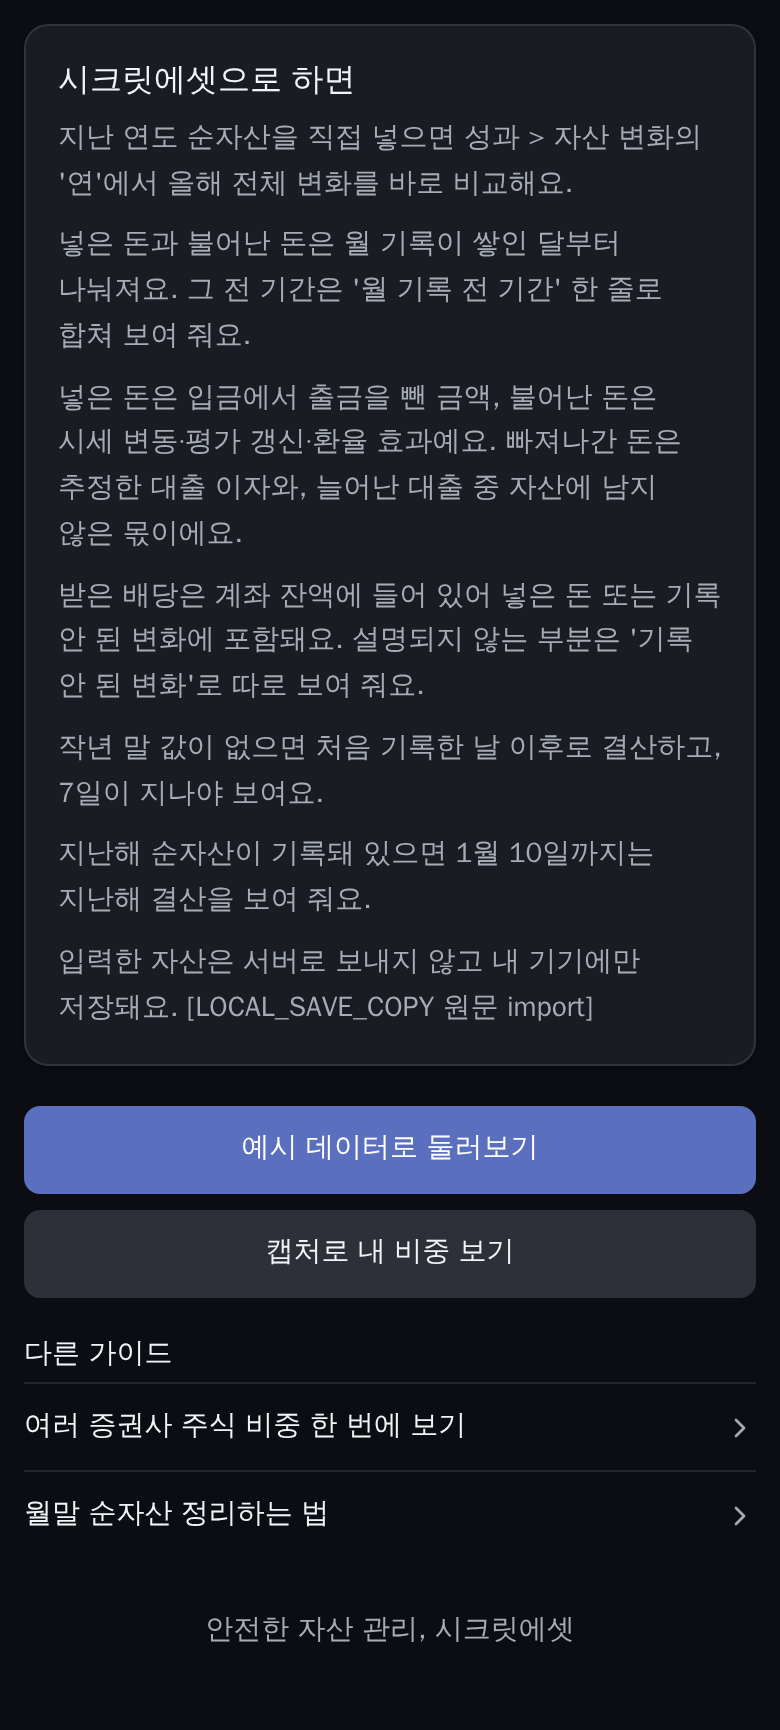 시크릿에셋으로 하면
지난 연도 순자산을 직접 넣으면 성과 > 자산 변화의
'연'에서 올해 전체 변화를 바로 비교해요.
넣은 돈과 불어난 돈은 월 기록이 쌓인 달부터
나눠져요. 그 전 기간은 '월 기록 전 기간' 한 줄로
합쳐 보여 줘요.
넣은 돈은 입금에서 출금을 뺀 금액, 불어난 돈은
시세 변동·평가 갱신·환율 효과예요. 빠져나간 돈은
추정한 대출 이자와, 늘어난 대출 중 자산에 남지
않은 몫이에요.
받은 배당은 계좌 잔액에 들어 있어 넣은 돈 또는 기록
안 된 변화에 포함돼요. 설명되지 않는 부분은 '기록
안 된 변화'로 따로 보여 줘요.
작년 말 값이 없으면 처음 기록한 날 이후로 결산하고,
7일이 지나야 보여요.
지난해 순자산이 기록돼 있으면 1월 10일까지는
지난해 결산을 보여 줘요.
입력한 자산은 서버로 보내지 않고 내 기기에만
저장돼요. [LOCAL_SAVE_COPY 원문 import]
예시 데이터로 둘러보기
캡처로 내 비중 보기
다른 가이드
여러 증권사 주식 비중 한 번에 보기
월말 순자산 정리하는 법
안전한 자산 관리, 시크릿에셋